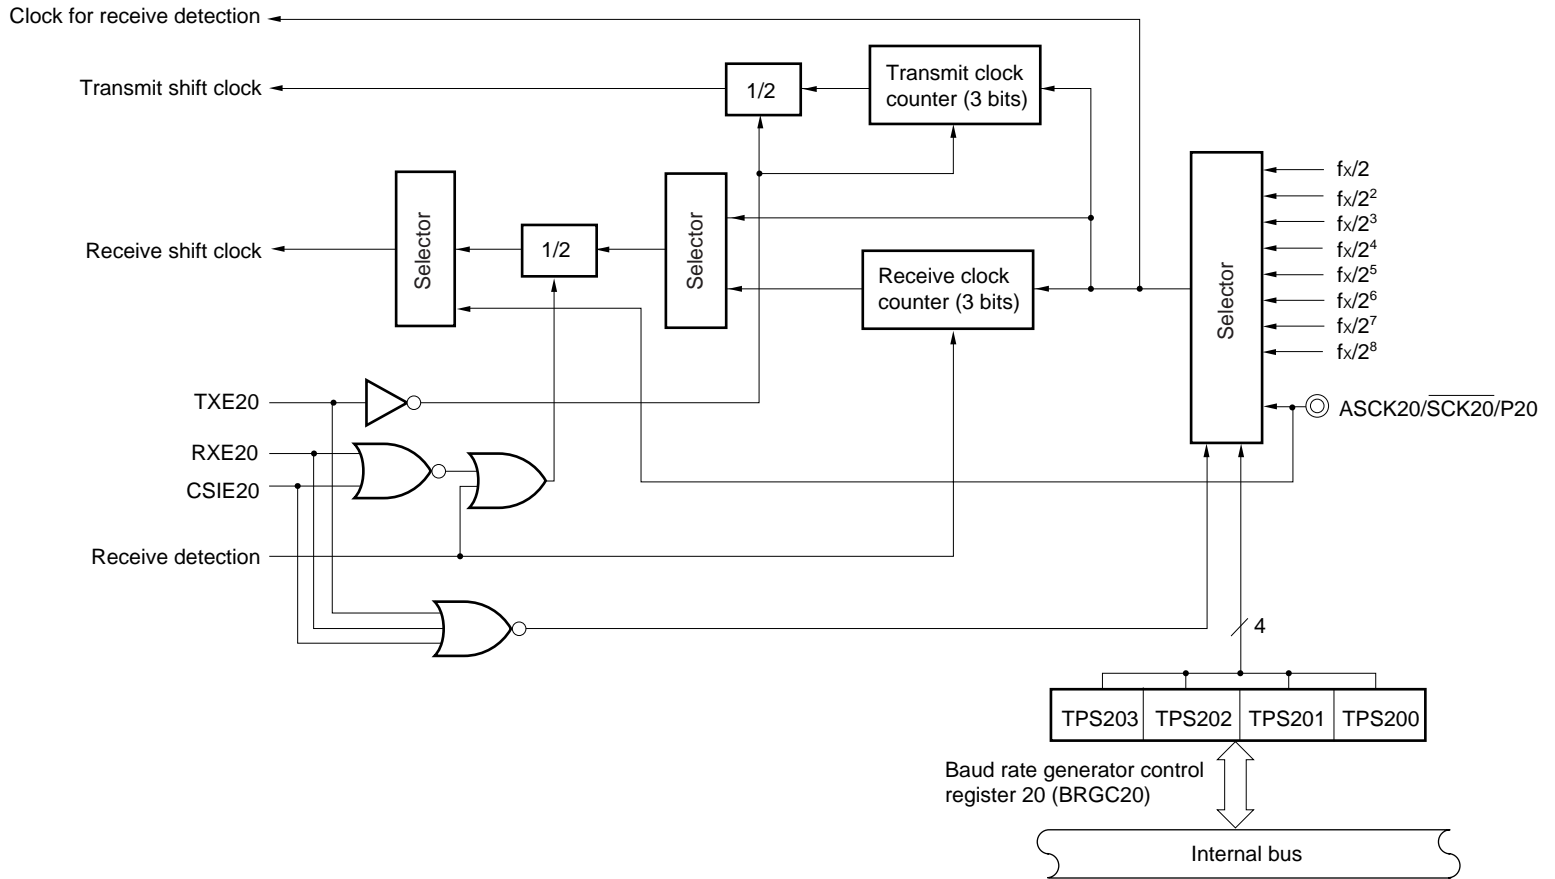 Clock for receive detection
Transmit shift clock
1/2
Transmit clock
counter (3 bits)
Receive shift clock
Selector
1/2
Selector
Receive clock
counter (3 bits)
Selector
fX/2
fX/2²
fX/2³
fX/2⁴
fX/2⁵
fX/2⁶
fX/2⁷
fX/2⁸
ASCK20/S̅C̅K̅2̅0̅/P20
TXE20
RXE20
CSIE20
Receive detection
4
TPS203 TPS202 TPS201 TPS200
Baud rate generator control
register 20 (BRGC20)
Internal bus